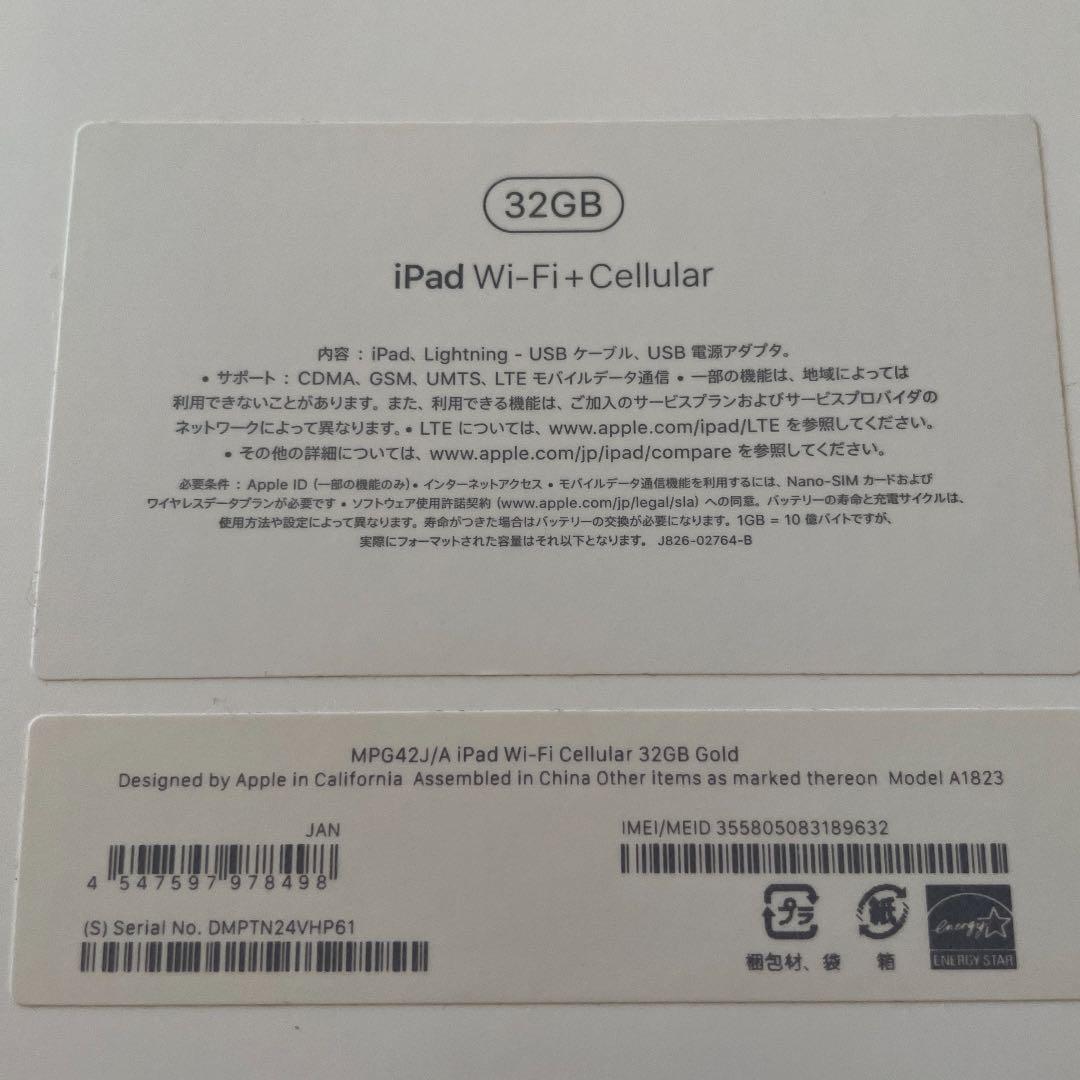 32GB
iPad Wi-Fi + Cellular
内容 : iPad、Lightning - USB ケーブル、USB 電源アダプタ。
• サポート : CDMA、GSM、UMTS、LTE モバイルデータ通信 • 一部の機能は、地域によっては
利用できないことがあります。また、利用できる機能は、ご加入のサービスプランおよびサービスプロバイダの
ネットワークによって異なります。• LTE については、www.apple.com/ipad/LTE を参照してください。
• その他の詳細については、www.apple.com/jp/ipad/compare を参照してください。
必要条件 : Apple ID (一部の機能のみ) • インターネットアクセス • モバイルデータ通信機能を利用するには、Nano-SIM カードおよび
ワイヤレスデータプランが必要です • ソフトウェア使用許諾契約 (www.apple.com/jp/legal/sla) への同意。バッテリーの寿命と充電サイクルは、
使用方法や設定によって異なります。寿命がつきた場合はバッテリーの交換が必要になります。1GB = 10 億バイトですが、
実際にフォーマットされた容量はそれ以下となります。 J826-02764-B
MPG42J/A iPad Wi-Fi Cellular 32GB Gold
Designed by Apple in California Assembled in China Other items as marked thereon Model A1823
JAN
4 547597 978498
(S) Serial No. DMPTN24VHP61
IMEI/MEID 355805083189632
プラ
紙
energy
ENERGY STAR
梱包材、袋
箱